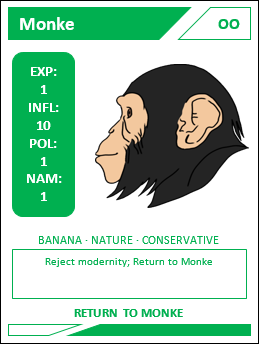 Monke
OO
EXP:
1
INFL:
10
POL:
1
NAM:
1
BANANA · NATURE · CONSERVATIVE
Reject modernity; Return to Monke
RETURN TO MONKE